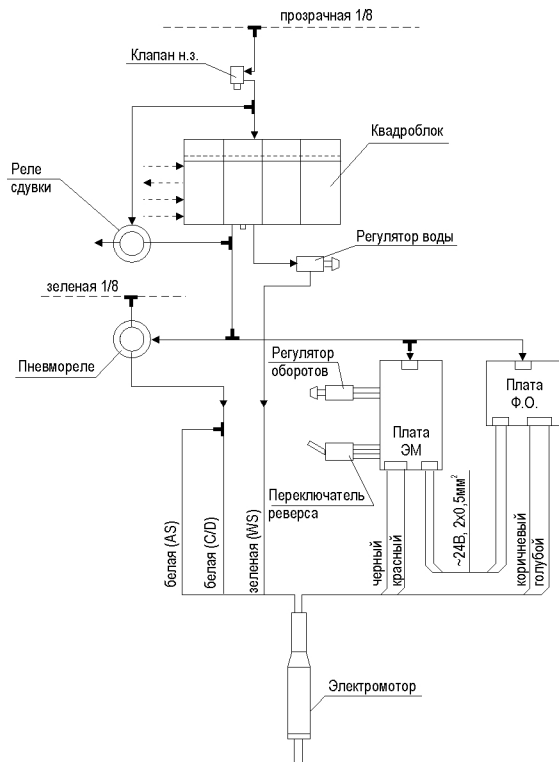 прозрачная 1/8
Клапан н.з.
Квадроблок
Реле
сдувки
Регулятор воды
зеленая 1/8
Пневмореле
Регулятор
оборотов
Плата
ЭМ
Плата
Ф.О.
Переключатель
реверса
белая (AS)
белая (C/D)
зеленая (WS)
черный
красный
~24В, 2х0,5мм²
коричневый
голубой
Электромотор